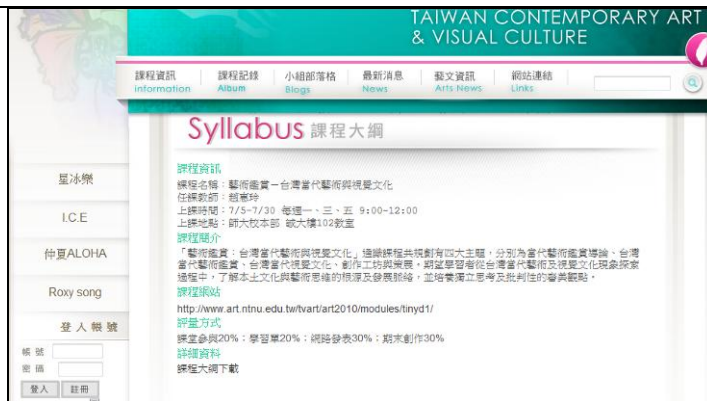 TAIWAN CONTEMPORARY ART
& VISUAL CULTURE
課程資訊 課程記錄 小組部落格 最新消息 藝文資訊 網站連結
information Album Blogs News Arts News Links
Syllabus 課程大綱
課程資訊
課程名稱：藝術鑑賞－台灣當代藝術與視覺文化
任課教師：趙惠玲
上課時間：7/5-7/30 每週一、三、五 9:00-12:00
上課地點：師大校本部 誠大樓102教室
課程簡介
「藝術鑑賞：台灣當代藝術與視覺文化」通識課程共規劃有四大主題，分別為當代藝術鑑賞導論、台灣
當代藝術鑑賞、台灣當代視覺文化、創作工坊與策展。期望學習者從台灣當代藝術及視覺文化現象探索
過程中，了解本土文化與藝術思維的根源及發展脈絡，並培養獨立思考及批判性的審美觀點。
課程網站
http://www.art.ntnu.edu.tw/tvart/art2010/modules/tinyd1/
評量方式
課堂參與20%；學習單20%；網路發表30%；期末創作30%
詳細資料
課程大綱下載
星冰樂
I.C.E
仲夏ALOHA
Roxy song
登入帳號
帳號
密碼
登入 註冊